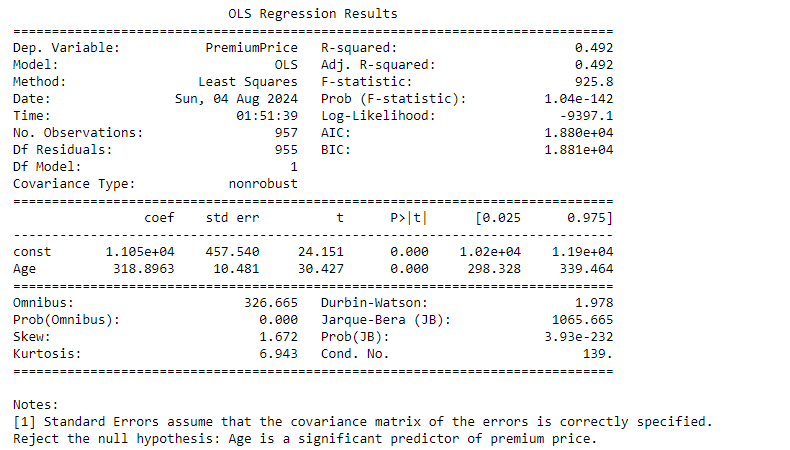 OLS Regression Results
==============================================================================
Dep. Variable: PremiumPrice R-squared: 0.492
Model: OLS Adj. R-squared: 0.492
Method: Least Squares F-statistic: 925.8
Date: Sun, 04 Aug 2024 Prob (F-statistic): 1.04e-142
Time: 01:51:39 Log-Likelihood: -9397.1
No. Observations: 957 AIC: 1.880e+04
Df Residuals: 955 BIC: 1.881e+04
Df Model: 1
Covariance Type: nonrobust
==============================================================================
coef std err t P>|t| [0.025 0.975]
------------------------------------------------------------------------------
const 1.105e+04 457.540 24.151 0.000 1.02e+04 1.19e+04
Age 318.8963 10.481 30.427 0.000 298.328 339.464
==============================================================================
Omnibus: 326.665 Durbin-Watson: 1.978
Prob(Omnibus): 0.000 Jarque-Bera (JB): 1065.665
Skew: 1.672 Prob(JB): 3.93e-232
Kurtosis: 6.943 Cond. No. 139.
==============================================================================
Notes:
[1] Standard Errors assume that the covariance matrix of the errors is correctly specified.
Reject the null hypothesis: Age is a significant predictor of premium price.